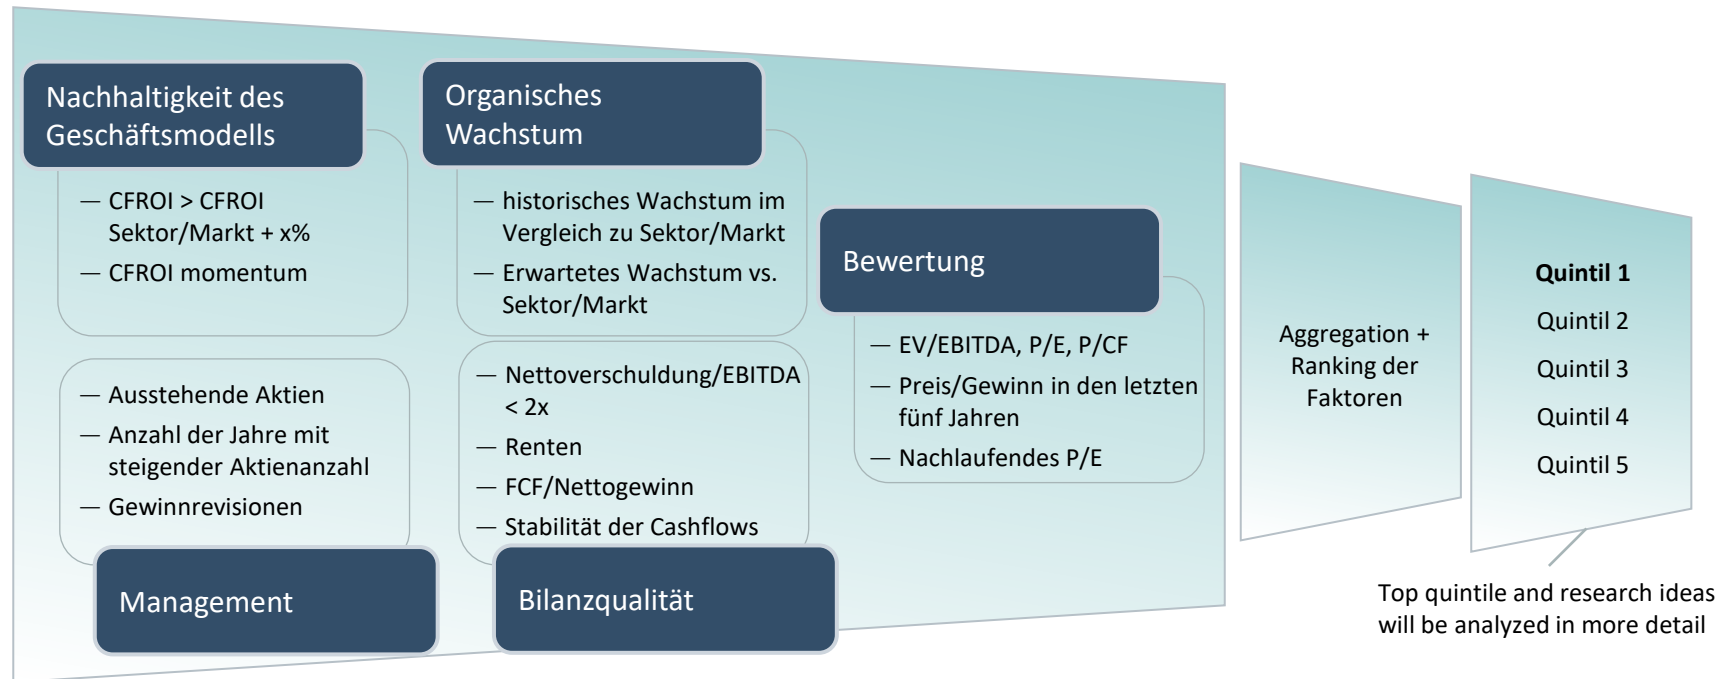 Nachhaltigkeit des
Geschäftsmodells
— CFROI > CFROI
Sektor/Markt + x%
— CFROI momentum
Organisches
Wachstum
— historisches Wachstum im
Vergleich zu Sektor/Markt
— Erwartetes Wachstum vs.
Sektor/Markt
— Ausstehende Aktien
— Anzahl der Jahre mit
steigender Aktienanzahl
— Gewinnrevisionen
Management
— Nettoverschuldung/EBITDA
< 2x
— Renten
— FCF/Nettogewinn
— Stabilität der Cashflows
Bilanzqualität
Bewertung
— EV/EBITDA, P/E, P/CF
— Preis/Gewinn in den letzten
fünf Jahren
— Nachlaufendes P/E
Aggregation +
Ranking der
Faktoren
Quintil 1
Quintil 2
Quintil 3
Quintil 4
Quintil 5
Top quintile and research ideas
will be analyzed in more detail